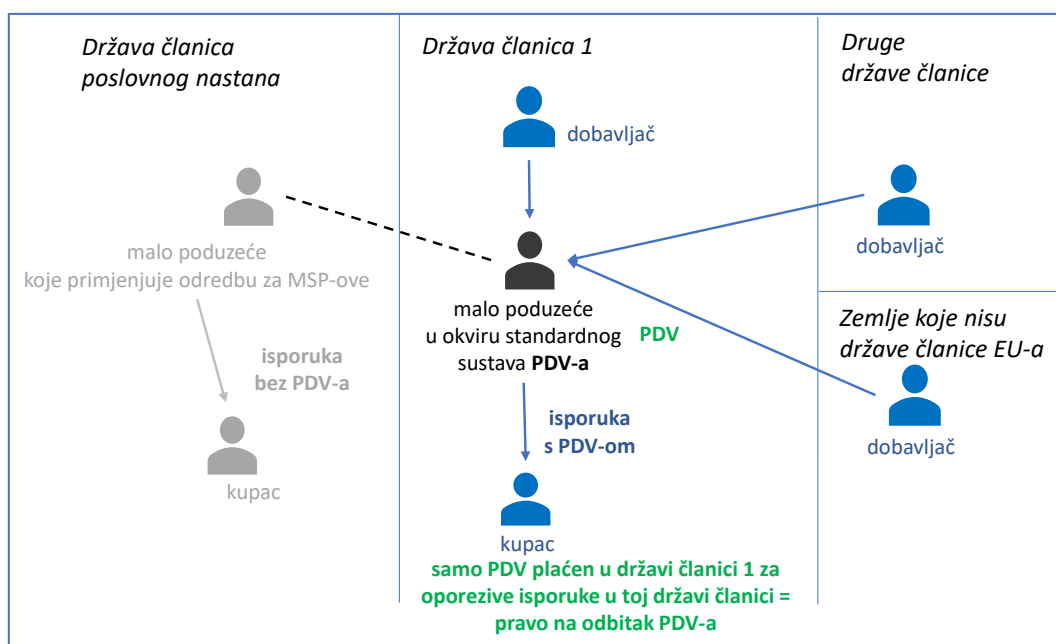 Država članica
poslovnog nastana
malo poduzeće
koje primjenjuje odredbu za MSP-ove
isporuka
bez PDV-a
kupac
Država članica 1
dobavljač
malo poduzeće
u okviru standardnog
sustava PDV-a
PDV
isporuka
s PDV-om
kupac
samo PDV plaćen u državi članici 1 za
oporezive isporuke u toj državi članici =
pravo na odbitak PDV-a
Druge
države članice
dobavljač
Zemlje koje nisu
države članice EU-a
dobavljač